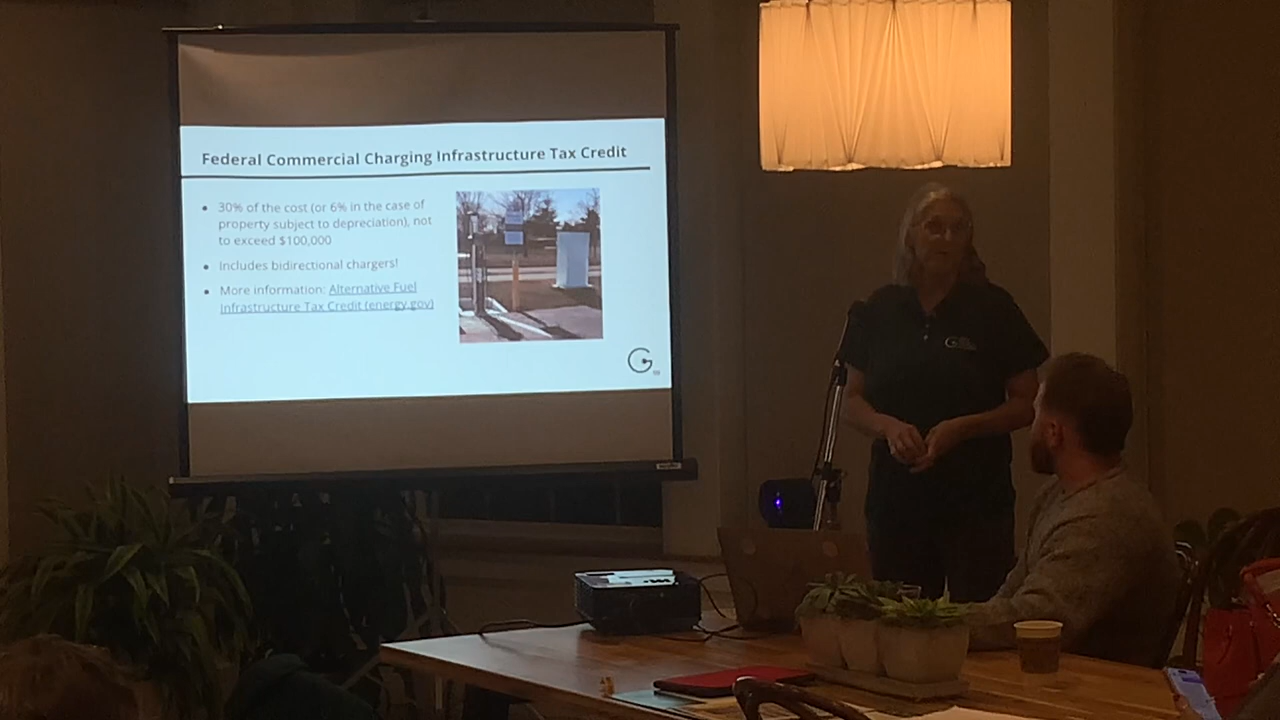 Federal Commercial Charging Infrastructure Tax Credit
• 30% of the cost (or 6% in the case of
property subject to depreciation), not
to exceed $100,000
• Includes bidirectional chargers!
• More information: Alternative Fuel
Infrastructure Tax Credit (energy.gov)